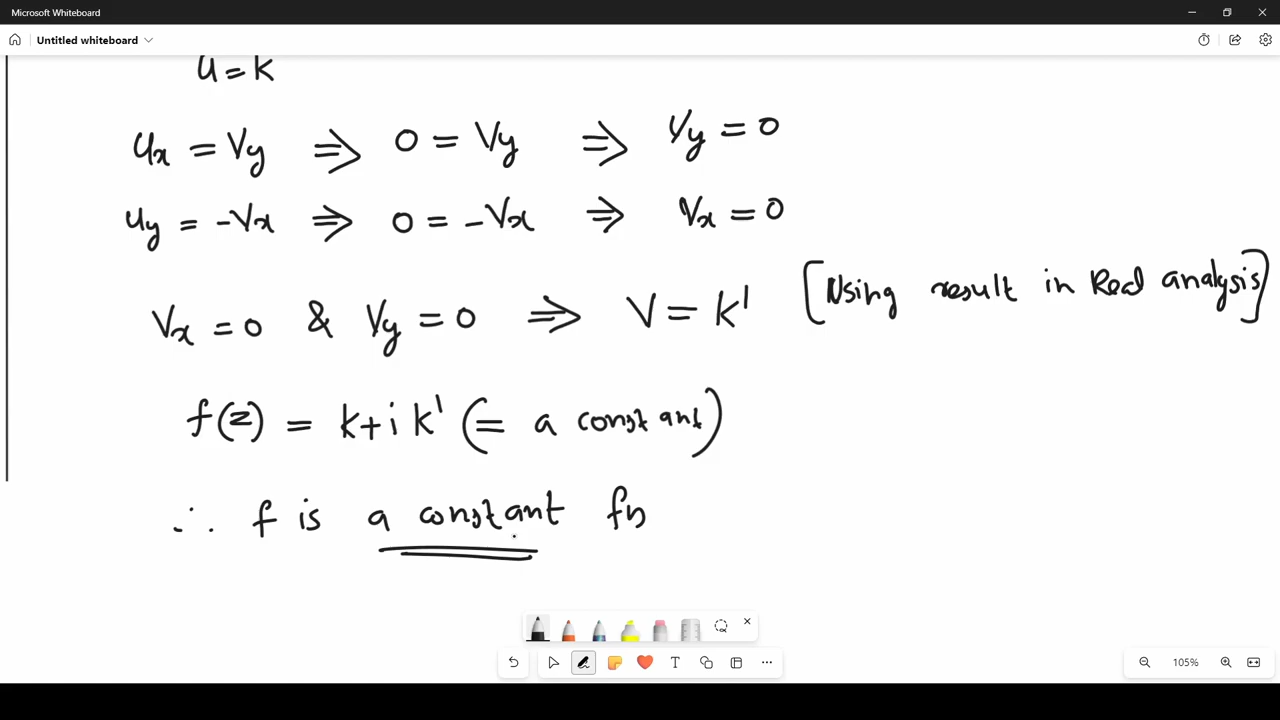 Microsoft Whiteboard
Untitled whiteboard
u = k
ux = Vy ⇒ 0 = Vy ⇒ Vy = 0
uy = -Vx ⇒ 0 = -Vx ⇒ Vx = 0
Vx = 0 & Vy = 0 ⇒ V = k' [Using result in Real analysis]
f(z) = k + i k' (= a constant)
∴ f is a constant fn
105%